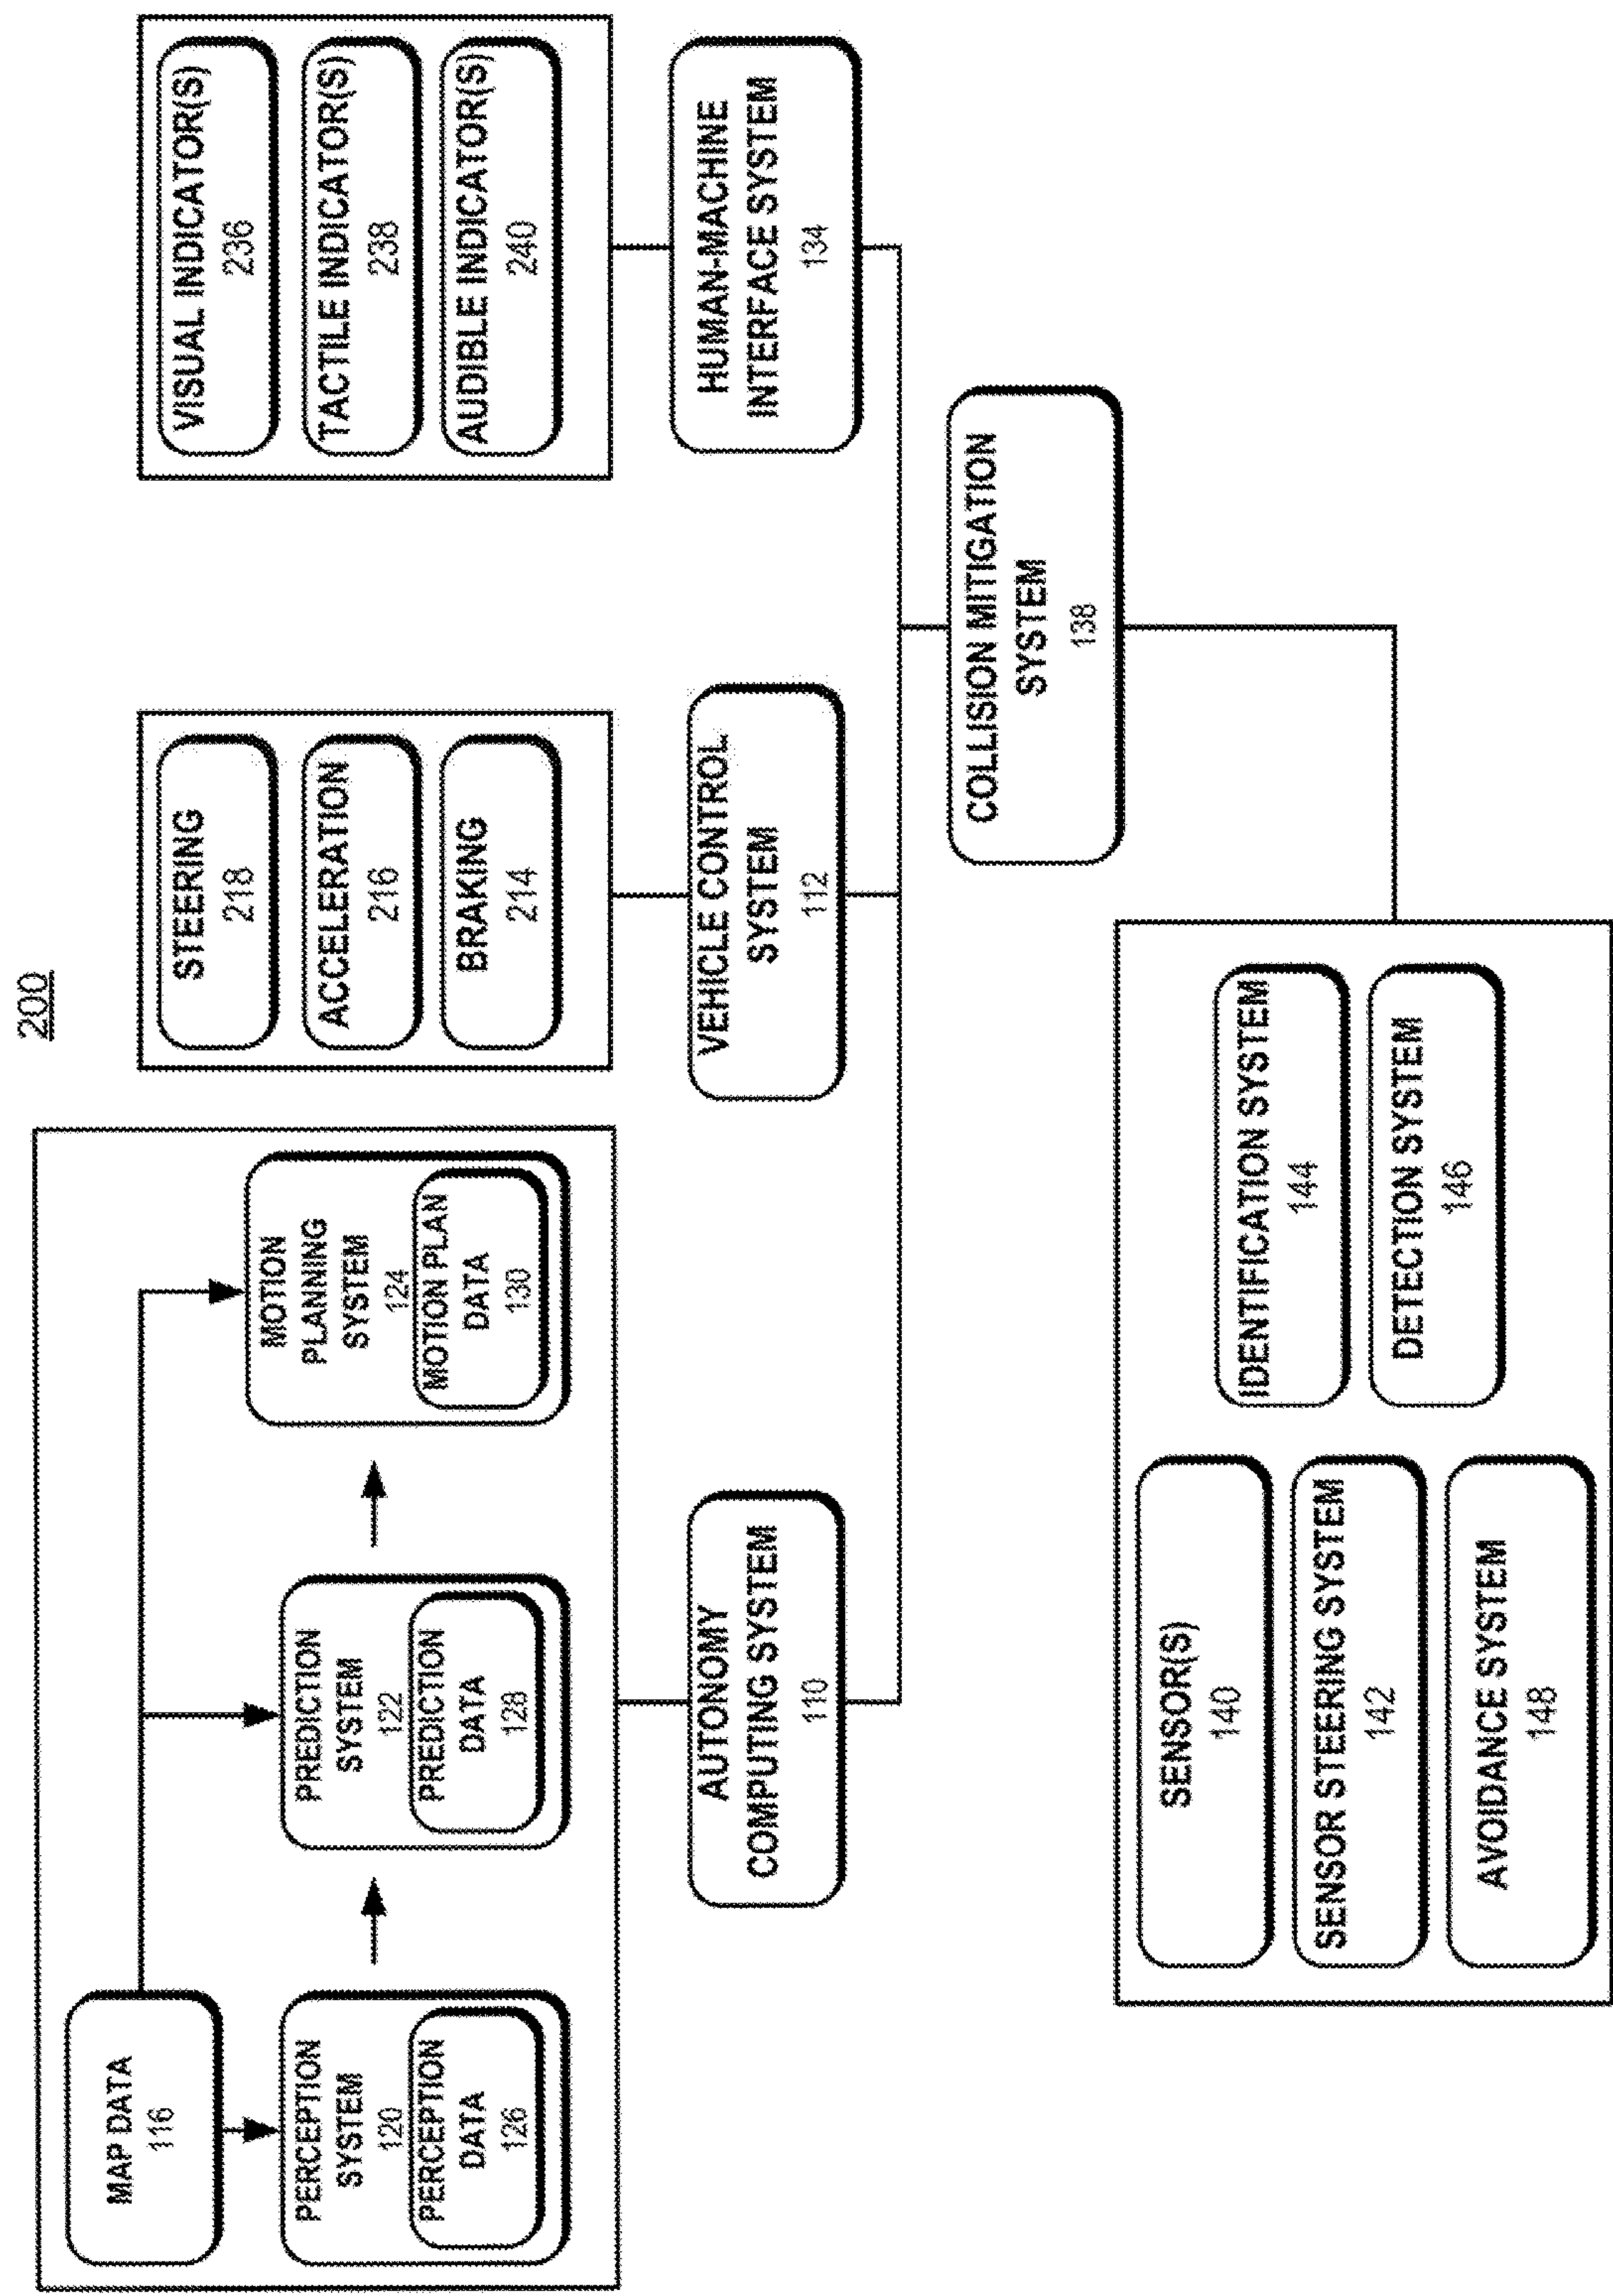 200
MAP DATA
116
PERCEPTION
SYSTEM
120
PERCEPTION
DATA
126
PREDICTION
SYSTEM
122
PREDICTION
DATA
128
MOTION
PLANNING
SYSTEM
124
MOTION PLAN
DATA
130
STEERING
218
ACCELERATION
216
BRAKING
214
VISUAL INDICATOR(S)
236
TACTILE INDICATOR(S)
238
AUDIBLE INDICATOR(S)
240
AUTONOMY
COMPUTING SYSTEM
110
VEHICLE CONTROL
SYSTEM
112
HUMAN-MACHINE
INTERFACE SYSTEM
134
COLLISION MITIGATION
SYSTEM
138
SENSOR(S)
140
SENSOR STEERING SYSTEM
142
AVOIDANCE SYSTEM
148
IDENTIFICATION SYSTEM
144
DETECTION SYSTEM
146